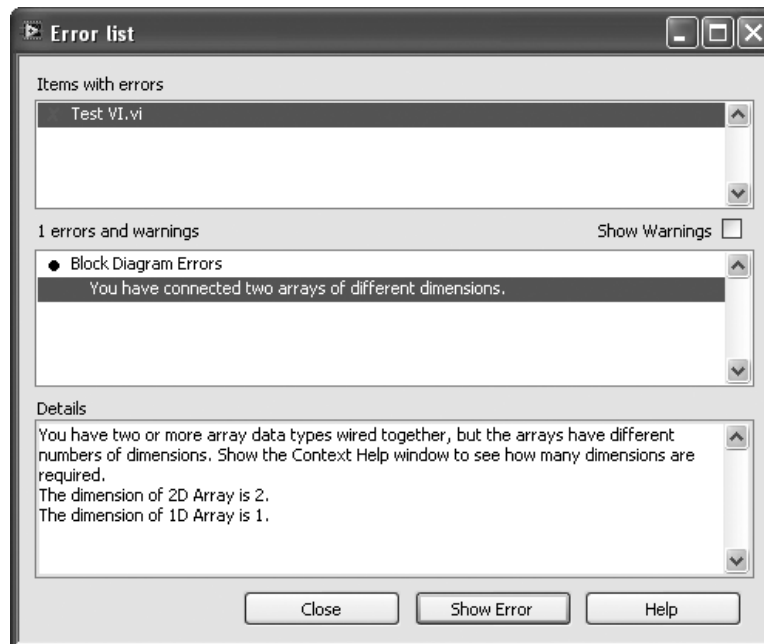 Error list
Items with errors
Test VI.vi
1 errors and warnings
Show Warnings
Block Diagram Errors
You have connected two arrays of different dimensions.
Details
You have two or more array data types wired together, but the arrays have different
numbers of dimensions. Show the Context Help window to see how many dimensions are
required.
The dimension of 2D Array is 2.
The dimension of 1D Array is 1.
Close
Show Error
Help